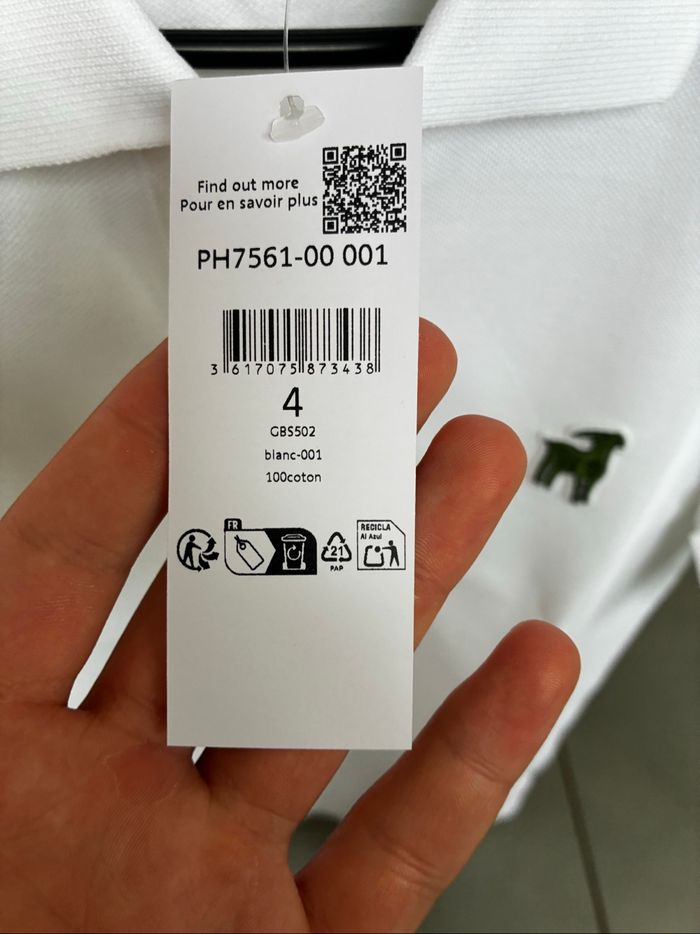 Find out more
Pour en savoir plus
PH7561-00 001
3 617075 873438
4
GBS502
blanc-001
100coton
FR
21
PAP
RECICLA
Al Azul